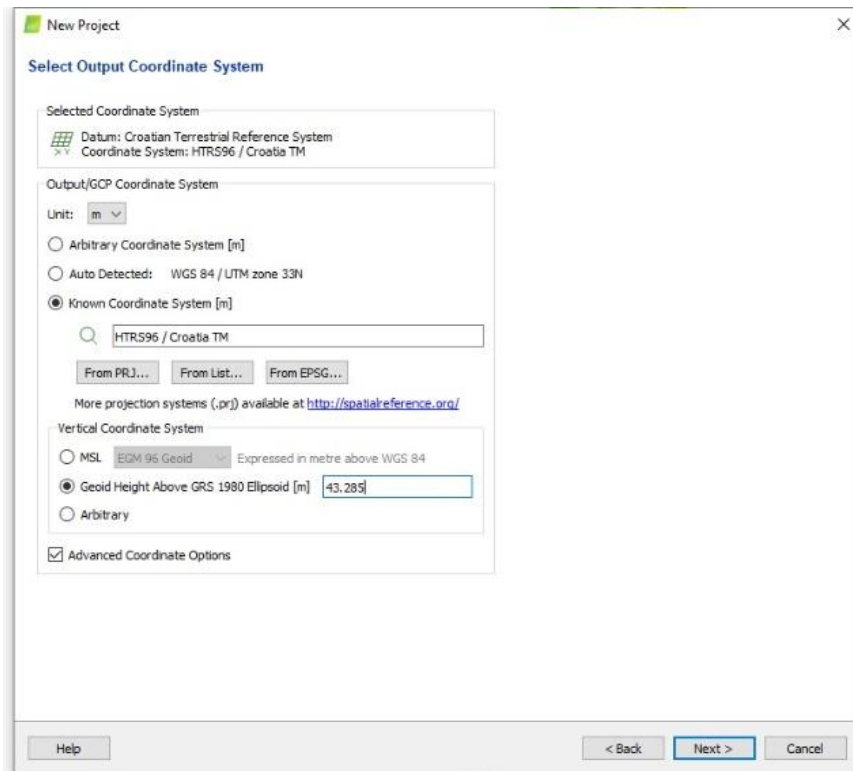 New Project
Select Output Coordinate System
Selected Coordinate System
Datum: Croatian Terrestrial Reference System
Coordinate System: HTRS96 / Croatia TM
Output/GCP Coordinate System
Unit: m
Arbitrary Coordinate System [m]
Auto Detected: WGS 84 / UTM zone 33N
Known Coordinate System [m]
HTRS96 / Croatia TM
From PRJ... From List... From EPSG...
More projection systems (.prj) available at http://spatialreference.org/
Vertical Coordinate System
MSL EGM 96 Geoid Expressed in metre above WGS 84
Geoid Height Above GRS 1980 Ellipsoid [m] 43.285
Arbitrary
Advanced Coordinate Options
Help < Back Next > Cancel